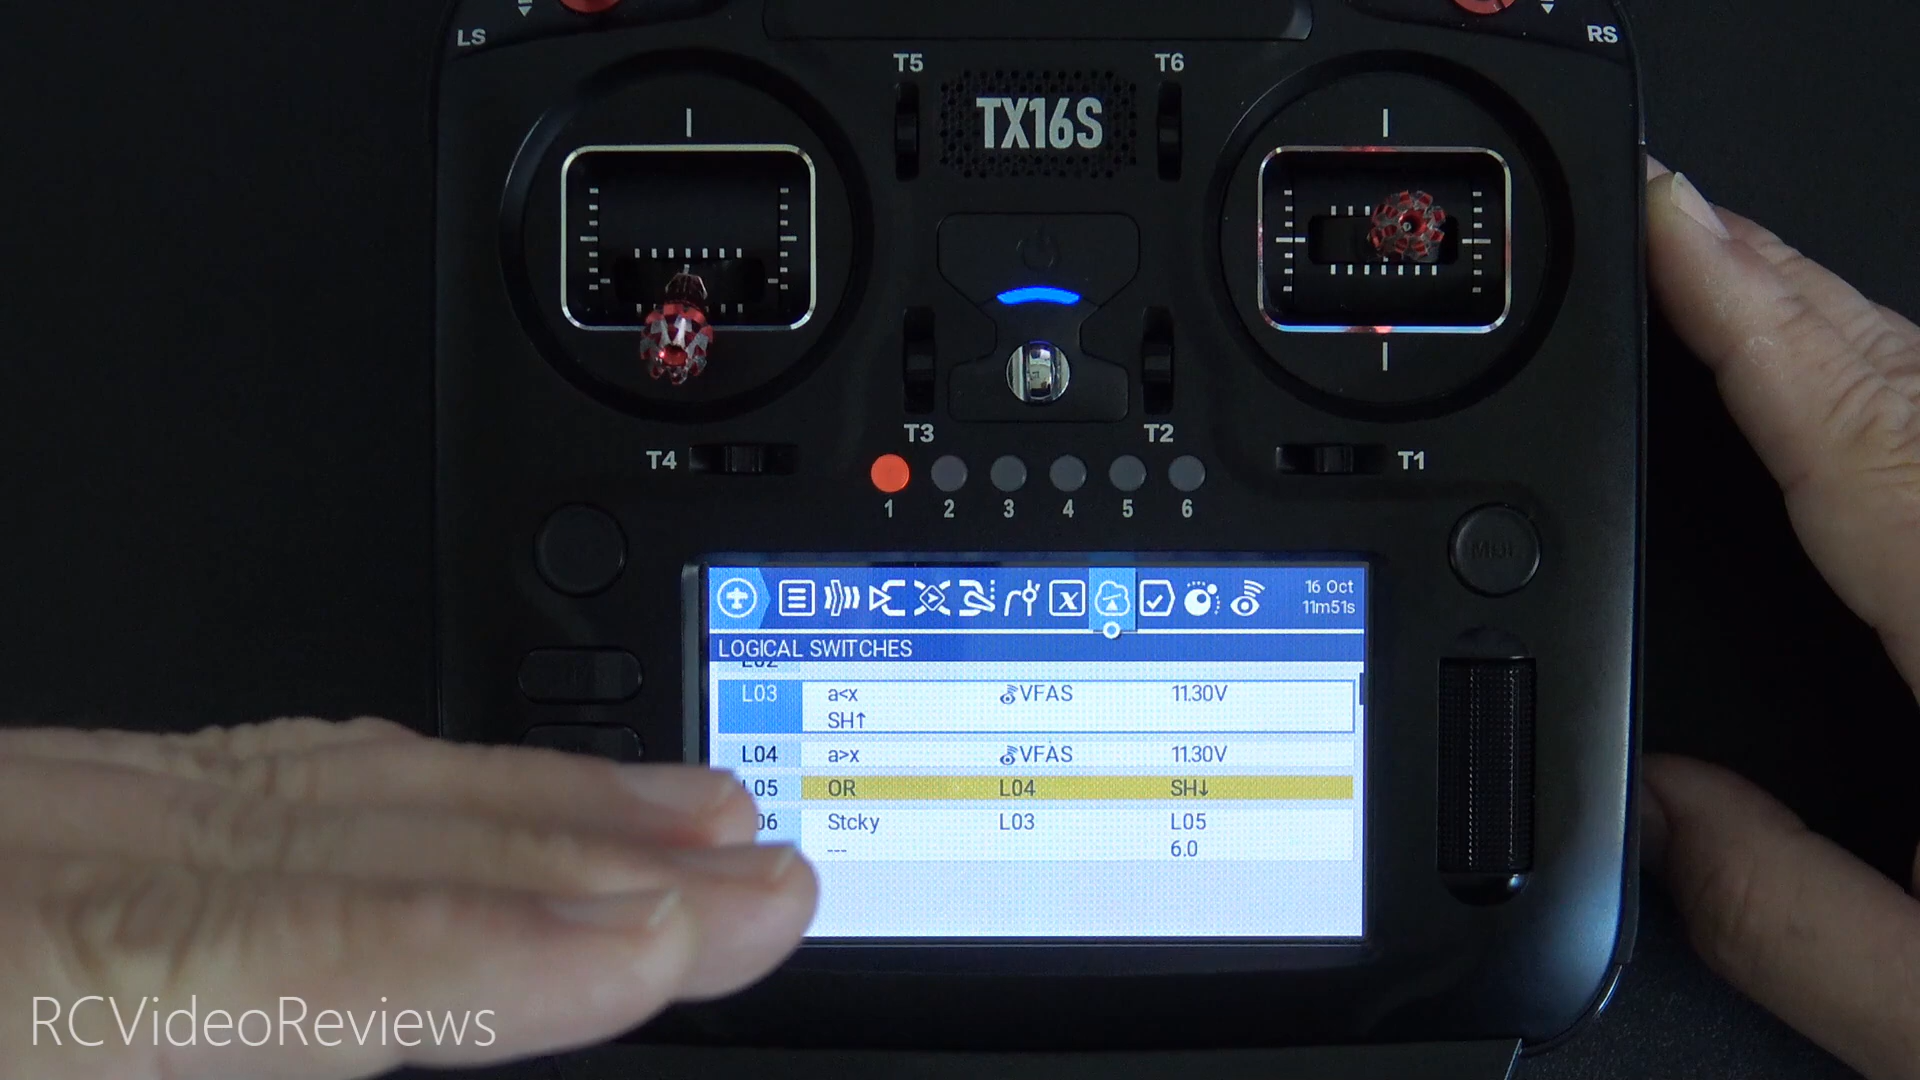 LS
RS
T5
T6
TX16S
T3
T2
T4
T1
1 2 3 4 5 6
16 Oct
11m51s
LOGICAL SWITCHES
L02
L03 a<x VFAS 11.30V
SH↑
L04 a>x VFAS 11.30V
L05 OR L04 SH↓
06 Stcky L03 L05
--- 6.0
RCVideoReviews